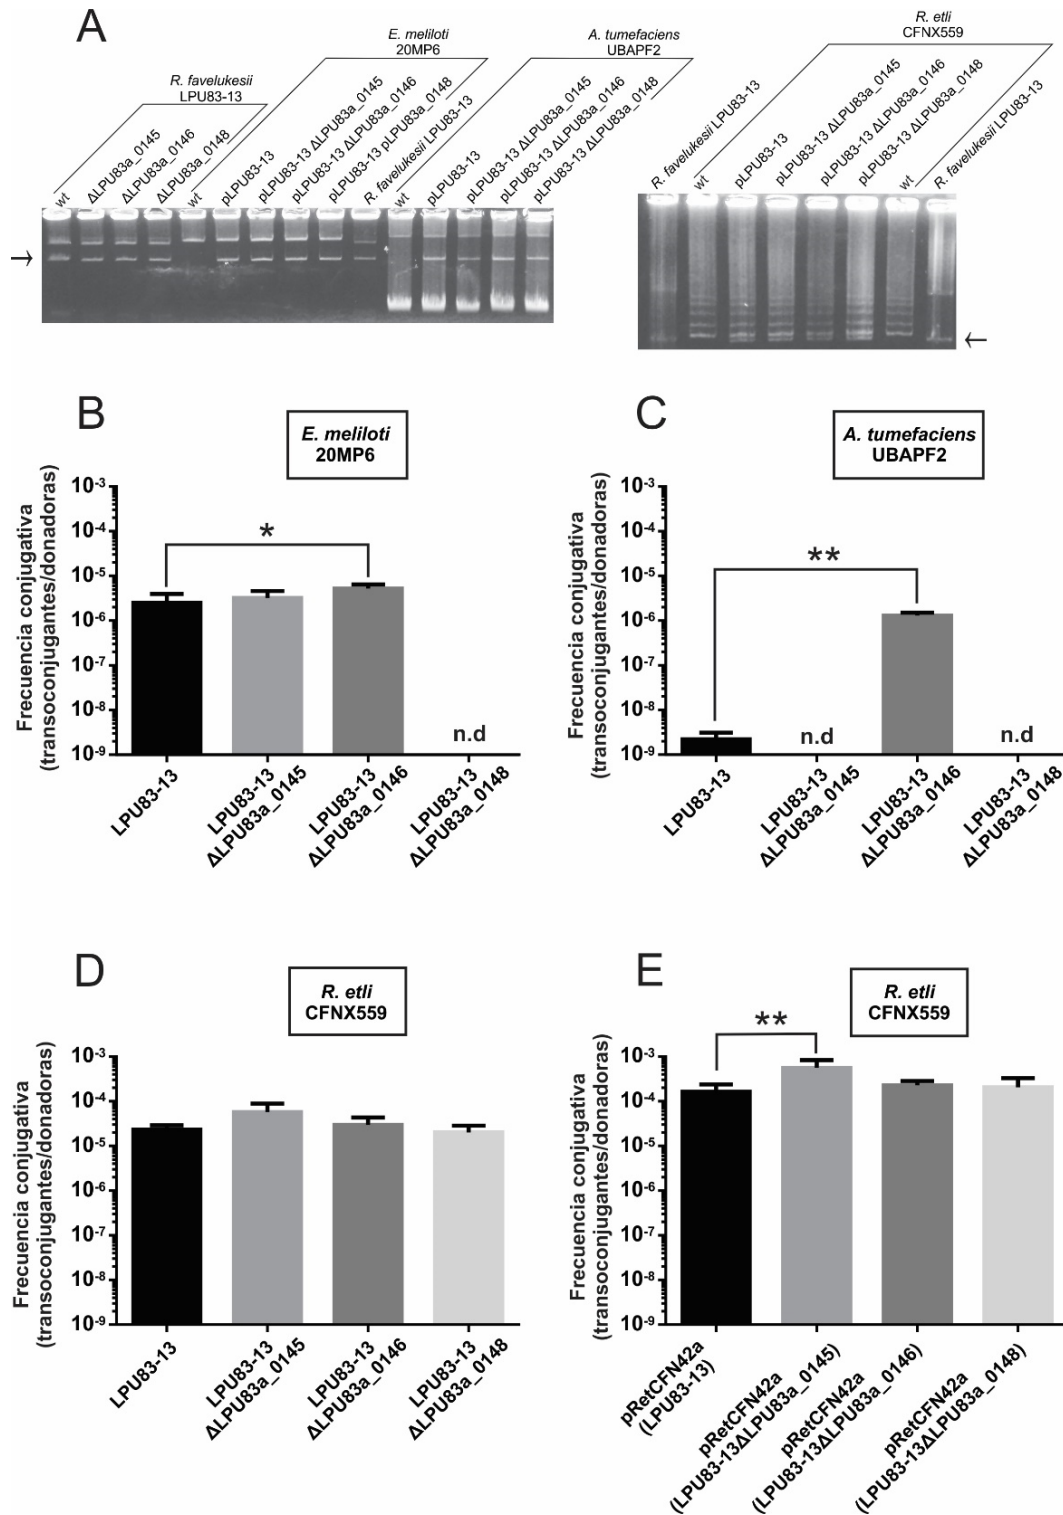 A
R. favelukesii
LPU83-13
E. meliloti
20MP6
A. tumefaciens
UBAPF2
R. etli
CFNX559
wt
ΔLPU83a_0145
ΔLPU83a_0146
ΔLPU83a_0148
wt
pLPU83-13
pLPU83-13 ΔLPU83a_0145
pLPU83-13 ΔLPU83a_0146
pLPU83-13 pLPU83a_0148
R. favelukesii LPU83-13
wt
pLPU83-13
pLPU83-13 ΔLPU83a_0145
pLPU83-13 ΔLPU83a_0146
pLPU83-13 ΔLPU83a_0148
R. favelukesii LPU83-13
wt
pLPU83-13
pLPU83-13 ΔLPU83a_0145
pLPU83-13 ΔLPU83a_0146
pLPU83-13 ΔLPU83a_0148
wt
R. favelukesii LPU83-13
→
←
B
E. meliloti
20MP6
Frecuencia conjugativa
(transoconjugantes/donadoras)
10⁻³
10⁻⁴
10⁻⁵
10⁻⁶
10⁻⁷
10⁻⁸
10⁻⁹
*
n.d
LPU83-13
LPU83-13
ΔLPU83a_0145
LPU83-13
ΔLPU83a_0146
LPU83-13
ΔLPU83a_0148
C
A. tumefaciens
UBAPF2
Frecuencia conjugativa
(transoconjugantes/donadoras)
10⁻³
10⁻⁴
10⁻⁵
10⁻⁶
10⁻⁷
10⁻⁸
10⁻⁹
**
n.d
n.d
LPU83-13
LPU83-13
ΔLPU83a_0145
LPU83-13
ΔLPU83a_0146
LPU83-13
ΔLPU83a_0148
D
R. etli
CFNX559
Frecuencia conjugativa
(transoconjugantes/donadoras)
10⁻³
10⁻⁴
10⁻⁵
10⁻⁶
10⁻⁷
10⁻⁸
10⁻⁹
LPU83-13
LPU83-13
ΔLPU83a_0145
LPU83-13
ΔLPU83a_0146
LPU83-13
ΔLPU83a_0148
E
R. etli
CFNX559
Frecuencia conjugativa
(transoconjugantes/donadoras)
10⁻³
10⁻⁴
10⁻⁵
10⁻⁶
10⁻⁷
10⁻⁸
10⁻⁹
**
pRetCFN42a
(LPU83-13)
pRetCFN42a
(LPU83-13ΔLPU83a_0145)
pRetCFN42a
(LPU83-13ΔLPU83a_0146)
pRetCFN42a
(LPU83-13ΔLPU83a_0148)